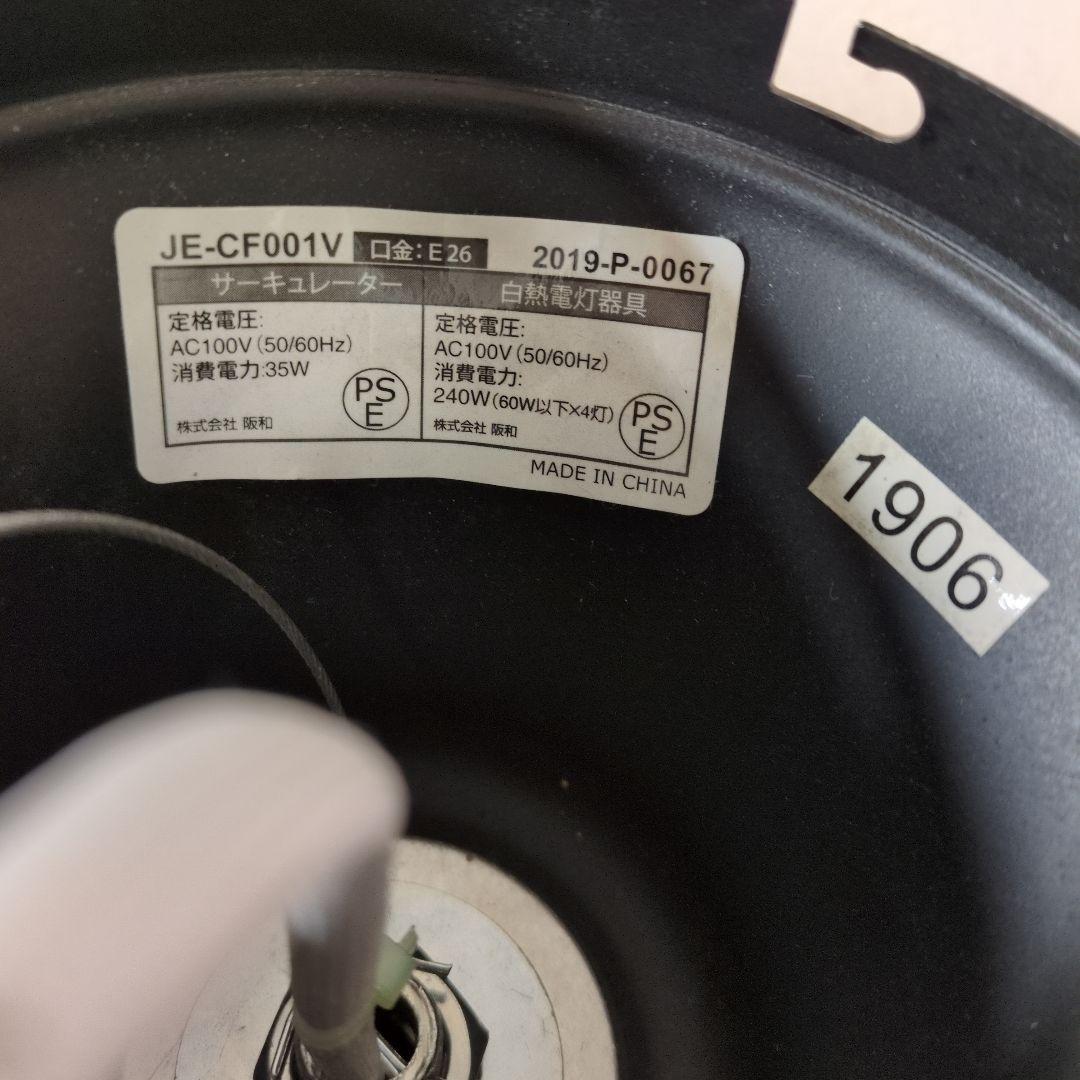 JE-CF001V 口金：E26 2019-P-0067
サーキュレーター
定格電圧:
AC100V（50/60Hz）
消費電力:35W
PS
E
株式会社 阪和
白熱電灯器具
定格電圧:
AC100V（50/60Hz）
消費電力:
240W（60W以下×4灯）
PS
E
株式会社 阪和
MADE IN CHINA
1906